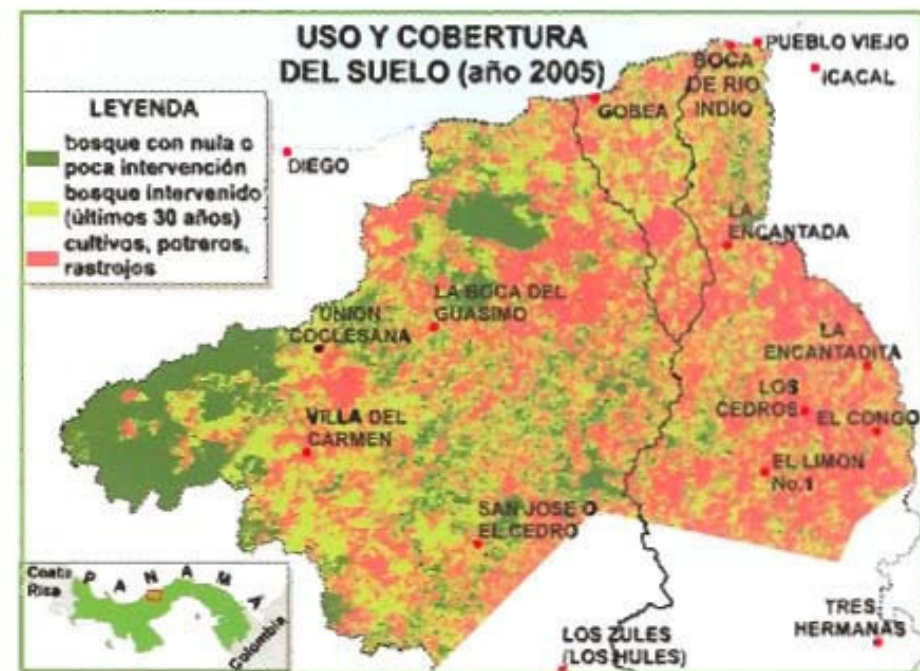 USO Y COBERTURA
DEL SUELO (año 2005)
LEYENDA
bosque con nula o
poca intervención
bosque intervenido
(últimos 30 años)
cultivos, potreros,
rastrojos
PUEBLO VIEJO
BOCA
DE RIO
INDIO
ICACAL
GOBEA
DIEGO
LA
ENCANTADA
LA BOCA DEL
GUASIMO
UNION
COCLESANA
LA
ENCANTADITA
LOS
CEDROS
EL CONGO
VILLA DEL
CARMEN
EL LIMON
No.1
SAN JOSE O
EL CEDRO
TRES
HERMANAS
LOS ZULES
(LOS HULES)
Costa
Rica
PANAMA
Colombia